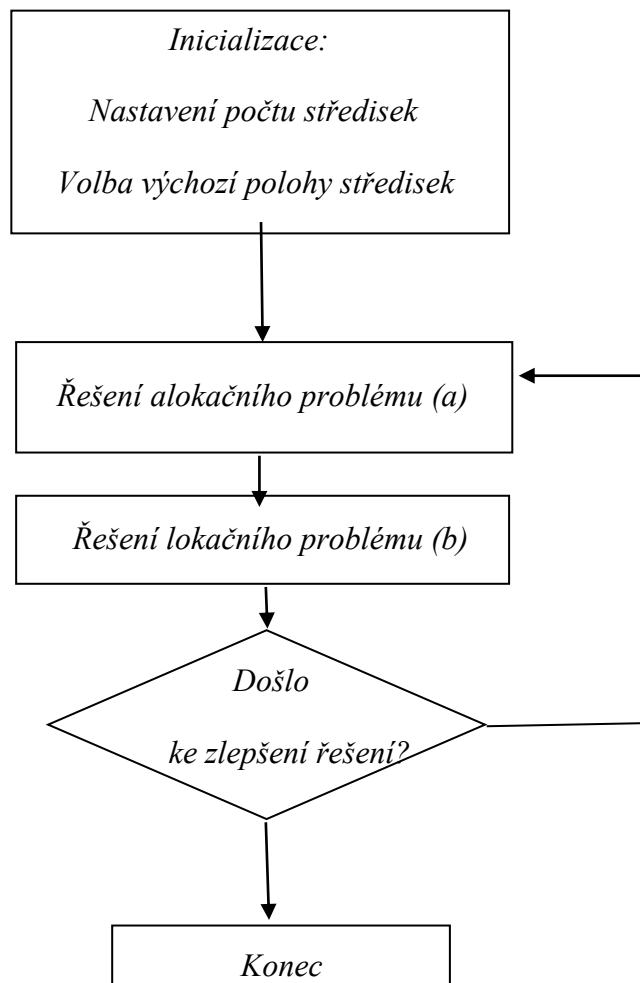 Inicializace:
Nastavení počtu středisek
Volba výchozí polohy středisek
Řešení alokačního problému (a)
Řešení lokačního problému (b)
Došlo
ke zlepšení řešení?
Konec